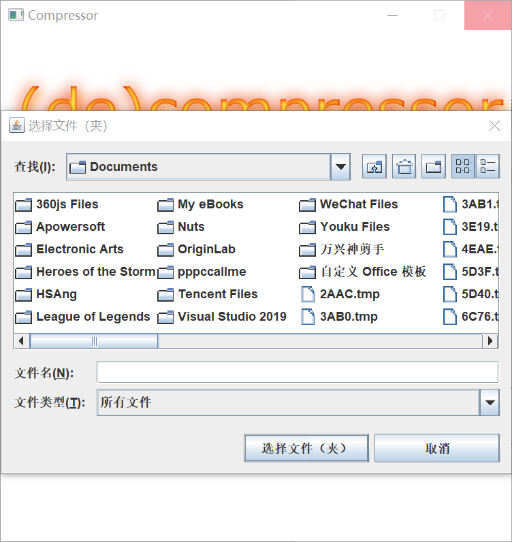 Compressor
(de)compressor
选择文件（夹）
查找(I):
Documents
360js Files
My eBooks
WeChat Files
3AB1.t
Apowersoft
Nuts
Youku Files
3E19.t
Electronic Arts
OriginLab
万兴神剪手
4EAE.t
Heroes of the Storm
pppccallme
自定义 Office 模板
5D3F.t
HSAng
Tencent Files
2AAC.tmp
5D40.t
League of Legends
Visual Studio 2019
3AB0.tmp
6C76.t
文件名(N):
文件类型(T):
所有文件
选择文件（夹）
取消